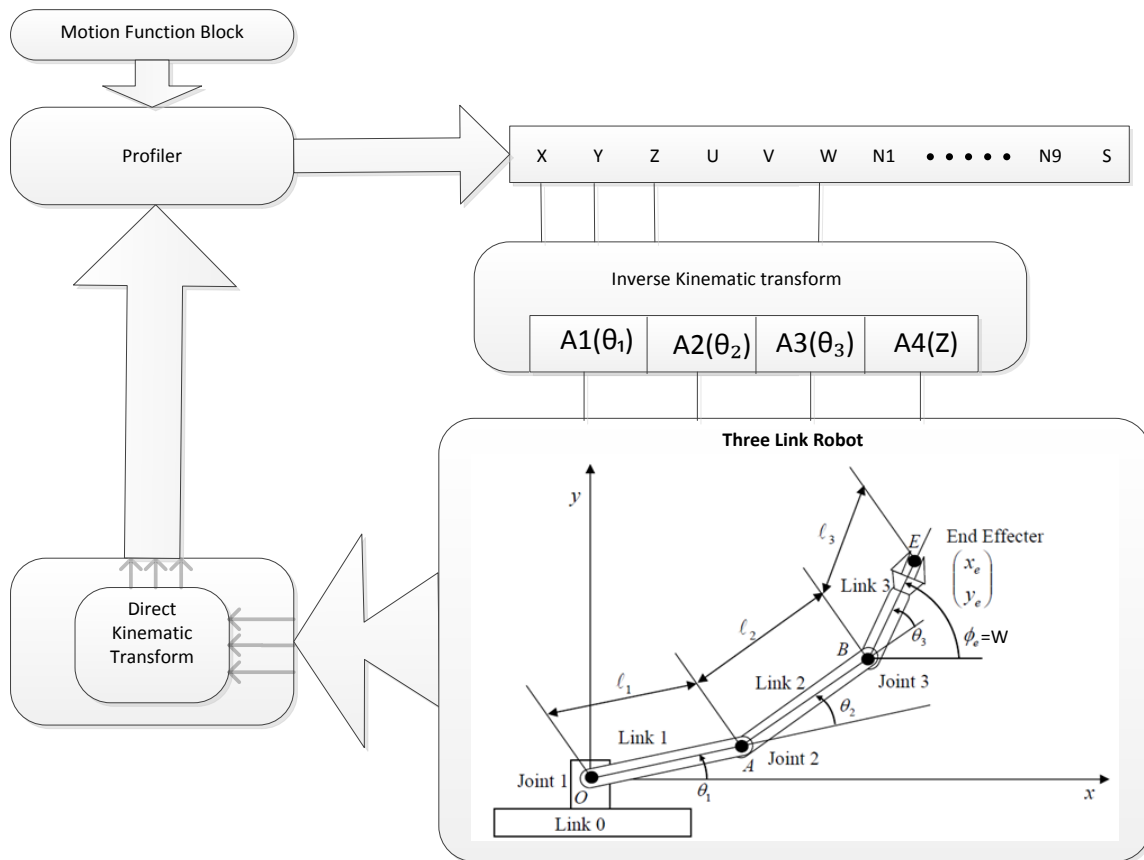 Motion Function Block
Profiler
X Y Z U V W N1 • • • • • N9 S
Inverse Kinematic transform
A1(θ₁) A2(θ₂) A3(θ₃) A4(Z)
Three Link Robot
y
ℓ₃
E
End Effecter
xₑ
yₑ
Link 3
ϕₑ=W
θ₃
ℓ₂
B
Joint 3
Link 2
ℓ₁
θ₂
Link 1
A
Joint 2
Joint 1
O
θ₁
x
Link 0
Direct
Kinematic
Transform